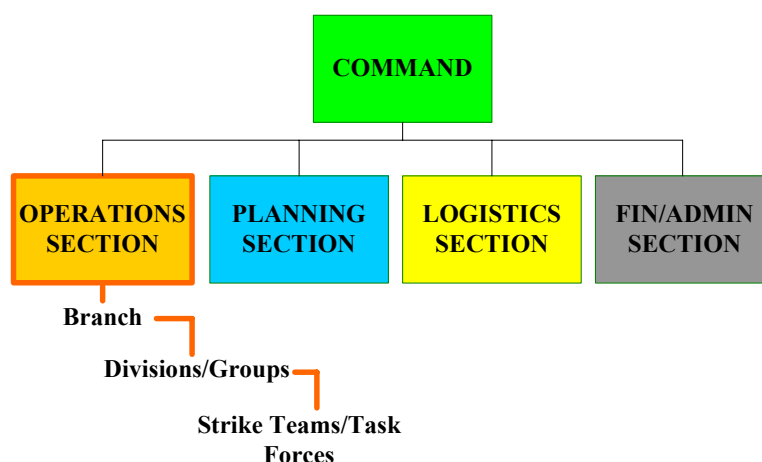 COMMAND
OPERATIONS
SECTION
PLANNING
SECTION
LOGISTICS
SECTION
FIN/ADMIN
SECTION
Branch
Divisions/Groups
Strike Teams/Task
Forces